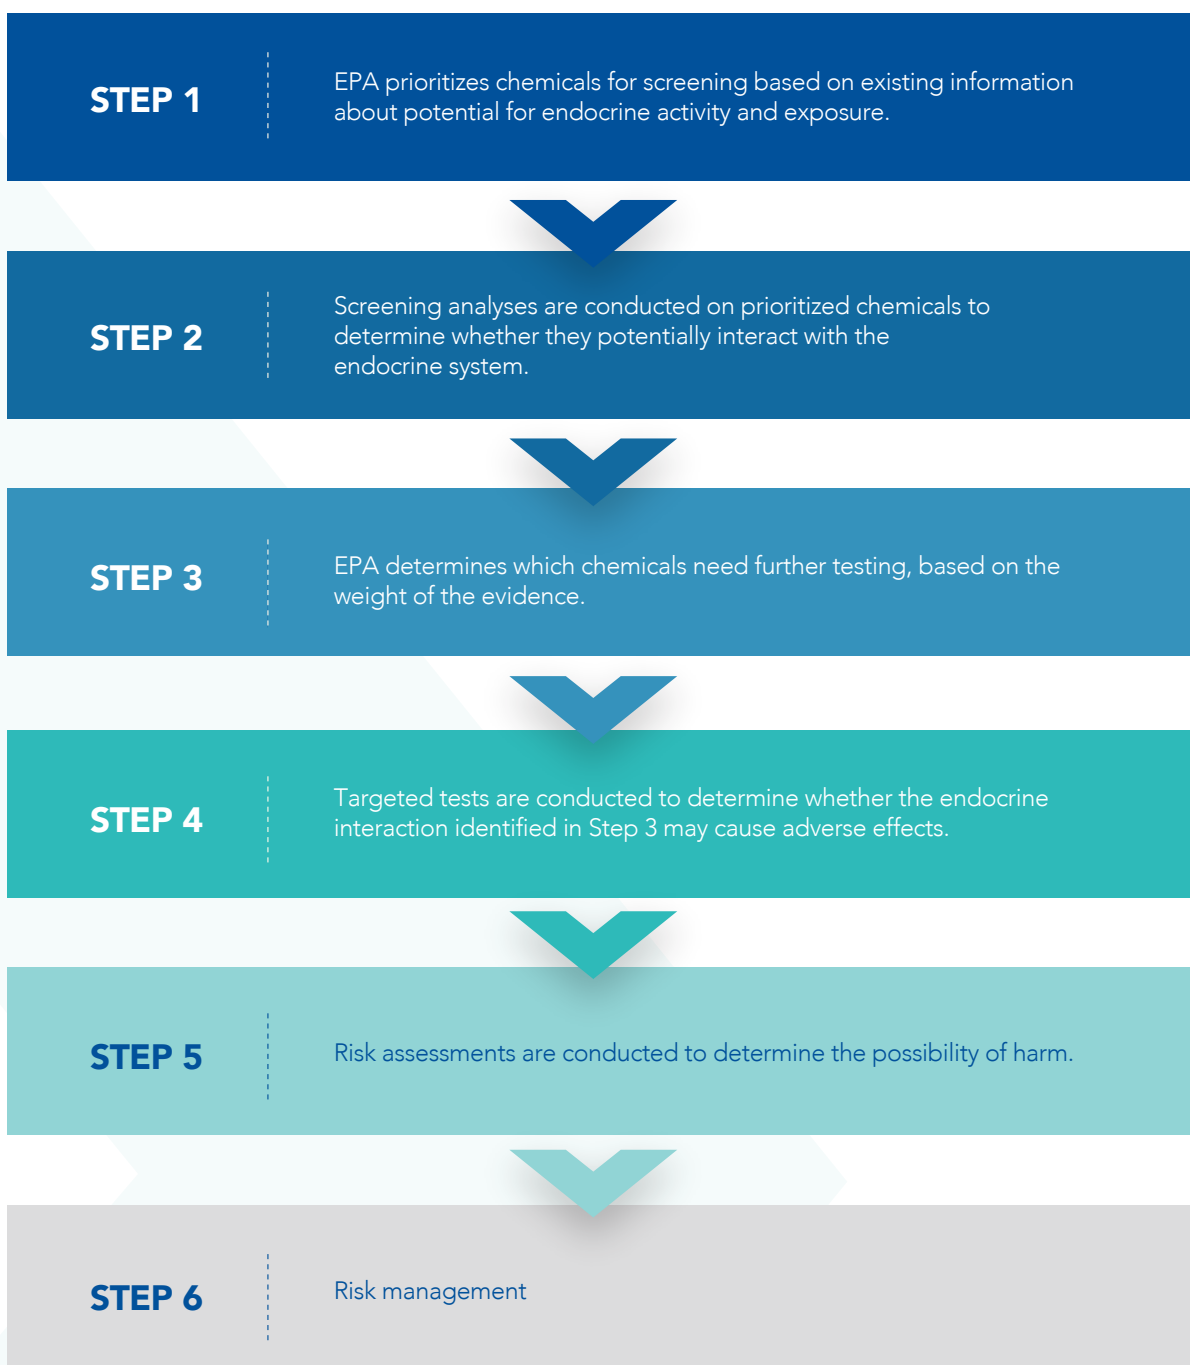 STEP 1
EPA prioritizes chemicals for screening based on existing information
about potential for endocrine activity and exposure.
STEP 2
Screening analyses are conducted on prioritized chemicals to
determine whether they potentially interact with the
endocrine system.
STEP 3
EPA determines which chemicals need further testing, based on the
weight of the evidence.
STEP 4
Targeted tests are conducted to determine whether the endocrine
interaction identified in Step 3 may cause adverse effects.
STEP 5
Risk assessments are conducted to determine the possibility of harm.
STEP 6
Risk management